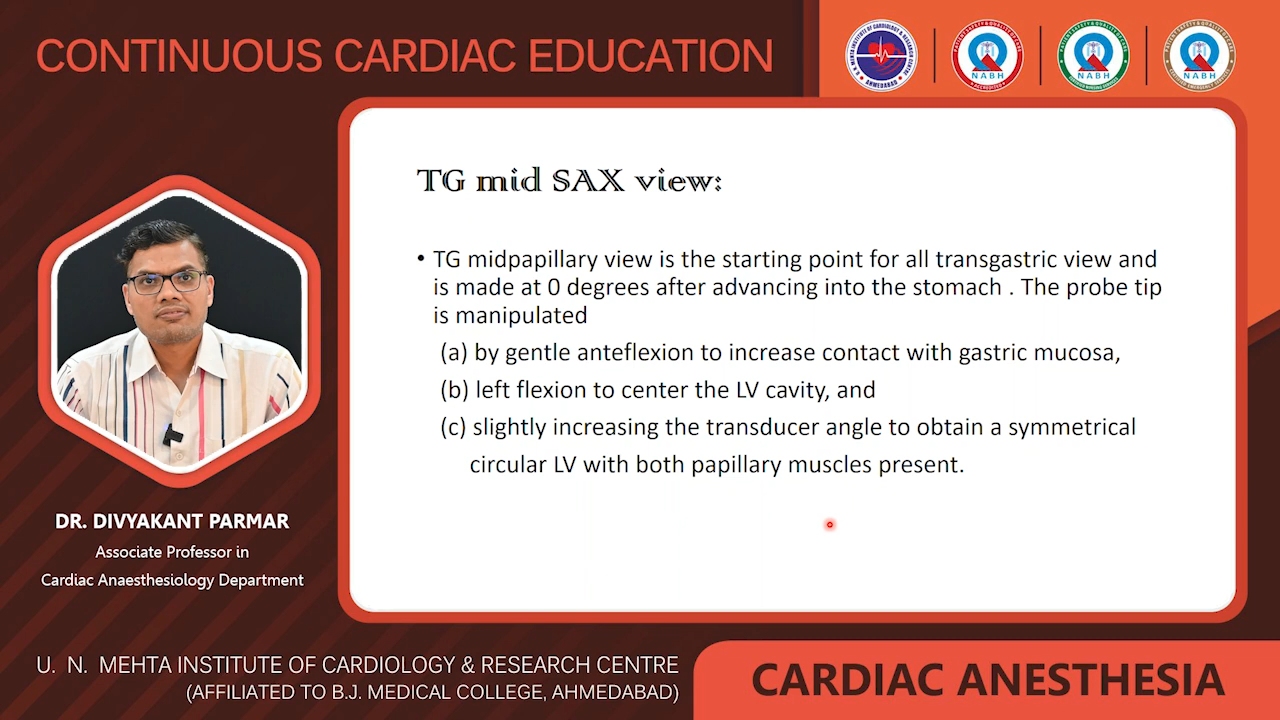 CONTINUOUS CARDIAC EDUCATION
NABH
NABH
NABH
TG mid SAX view:
• TG midpapillary view is the starting point for all transgastric view and
is made at 0 degrees after advancing into the stomach . The probe tip
is manipulated
(a) by gentle anteflexion to increase contact with gastric mucosa,
(b) left flexion to center the LV cavity, and
(c) slightly increasing the transducer angle to obtain a symmetrical
circular LV with both papillary muscles present.
DR. DIVYAKANT PARMAR
Associate Professor in
Cardiac Anaesthesiology Department
U. N. MEHTA INSTITUTE OF CARDIOLOGY & RESEARCH CENTRE
(AFFILIATED TO B.J. MEDICAL COLLEGE, AHMEDABAD)
CARDIAC ANESTHESIA